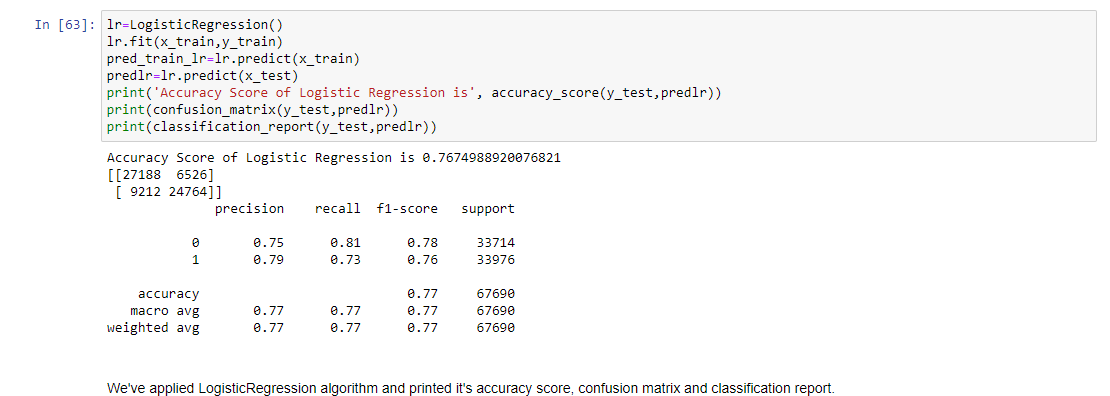 In [63]: lr=LogisticRegression()
lr.fit(x_train,y_train)
pred_train_lr=lr.predict(x_train)
predlr=lr.predict(x_test)
print('Accuracy Score of Logistic Regression is', accuracy_score(y_test,predlr))
print(confusion_matrix(y_test,predlr))
print(classification_report(y_test,predlr))
Accuracy Score of Logistic Regression is 0.7674988920076821
[[27188  6526]
 [ 9212 24764]]
              precision    recall  f1-score   support
           0       0.75      0.81      0.78     33714
           1       0.79      0.73      0.76     33976
    accuracy                           0.77     67690
   macro avg       0.77      0.77      0.77     67690
weighted avg       0.77      0.77      0.77     67690
We've applied LogisticRegression algorithm and printed it's accuracy score, confusion matrix and classification report.